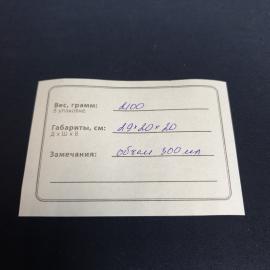 Вес, грамм: 2100
В упаковке
Габариты, см: 29*20*20
Д x Ш x В
Замечания: объем 300 мл